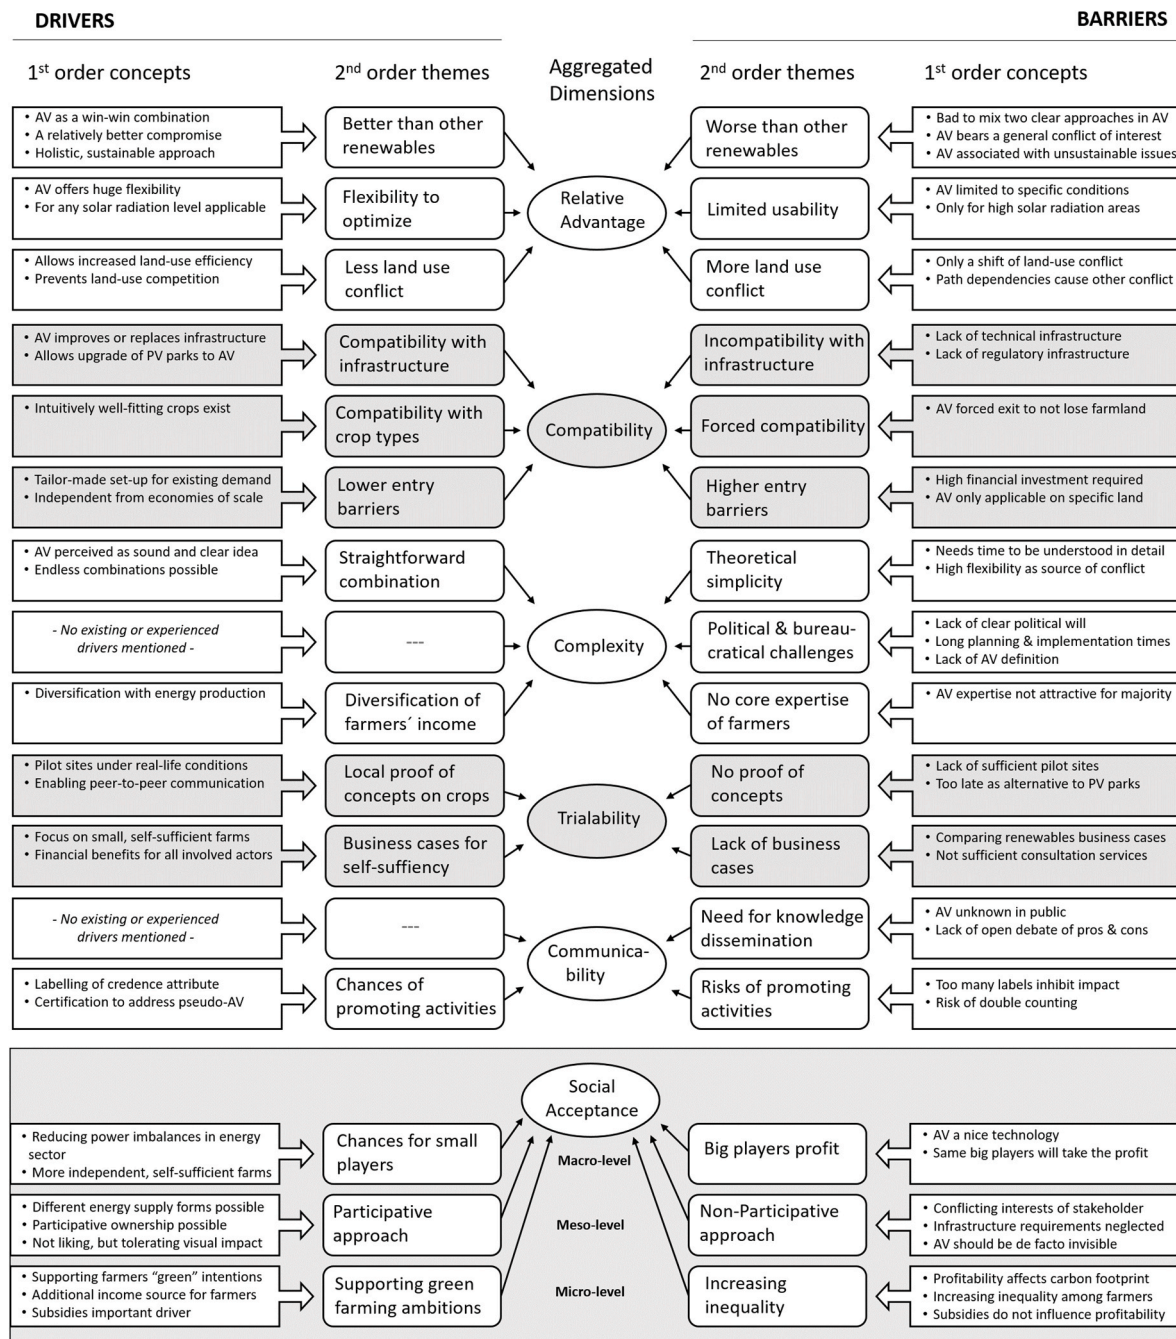 DRIVERS
BARRIERS
1st order concepts
2nd order themes
Aggregated
Dimensions
2nd order themes
1st order concepts
• AV as a win-win combination
• A relatively better compromise
• Holistic, sustainable approach
Better than other
renewables
Worse than other
renewables
• Bad to mix two clear approaches in AV
• AV bears a general conflict of interest
• AV associated with unsustainable issues
• AV offers huge flexibility
• For any solar radiation level applicable
Flexibility to
optimize
Relative
Advantage
Limited usability
• AV limited to specific conditions
• Only for high solar radiation areas
• Allows increased land-use efficiency
• Prevents land-use competition
Less land use
conflict
More land use
conflict
• Only a shift of land-use conflict
• Path dependencies cause other conflict
• AV improves or replaces infrastructure
• Allows upgrade of PV parks to AV
Compatibility with
infrastructure
Incompatibility with
infrastructure
• Lack of technical infrastructure
• Lack of regulatory infrastructure
• Intuitively well-fitting crops exist
Compatibility with
crop types
Compatibility
Forced compatibility
• AV forced exit to not lose farmland
• Tailor-made set-up for existing demand
• Independent from economies of scale
Lower entry
barriers
Higher entry
barriers
• High financial investment required
• AV only applicable on specific land
• AV perceived as sound and clear idea
• Endless combinations possible
Straightforward
combination
Theoretical
simplicity
• Needs time to be understood in detail
• High flexibility as source of conflict
- No existing or experienced
drivers mentioned -
---
Complexity
Political & bureau-
cratical challenges
• Lack of clear political will
• Long planning & implementation times
• Lack of AV definition
• Diversification with energy production
Diversification of
farmers´ income
No core expertise
of farmers
• AV expertise not attractive for majority
• Pilot sites under real-life conditions
• Enabling peer-to-peer communication
Local proof of
concepts on crops
Trialability
No proof of
concepts
• Lack of sufficient pilot sites
• Too late as alternative to PV parks
• Focus on small, self-sufficient farms
• Financial benefits for all involved actors
Business cases for
self-suffiency
Lack of business
cases
• Comparing renewables business cases
• Not sufficient consultation services
- No existing or experienced
drivers mentioned -
---
Communica-
bility
Need for knowledge
dissemination
• AV unknown in public
• Lack of open debate of pros & cons
• Labelling of credence attribute
• Certification to address pseudo-AV
Chances of
promoting activities
Risks of promoting
activities
• Too many labels inhibit impact
• Risk of double counting
Social
Acceptance
• Reducing power imbalances in energy
sector
• More independent, self-sufficient farms
Chances for small
players
Macro-level
Big players profit
• AV a nice technology
• Same big players will take the profit
• Different energy supply forms possible
• Participative ownership possible
• Not liking, but tolerating visual impact
Participative
approach
Meso-level
Non-Participative
approach
• Conflicting interests of stakeholder
• Infrastructure requirements neglected
• AV should be de facto invisible
• Supporting farmers “green” intentions
• Additional income source for farmers
• Subsidies important driver
Supporting green
farming ambitions
Micro-level
Increasing
inequality
• Profitability affects carbon footprint
• Increasing inequality among farmers
• Subsidies do not influence profitability